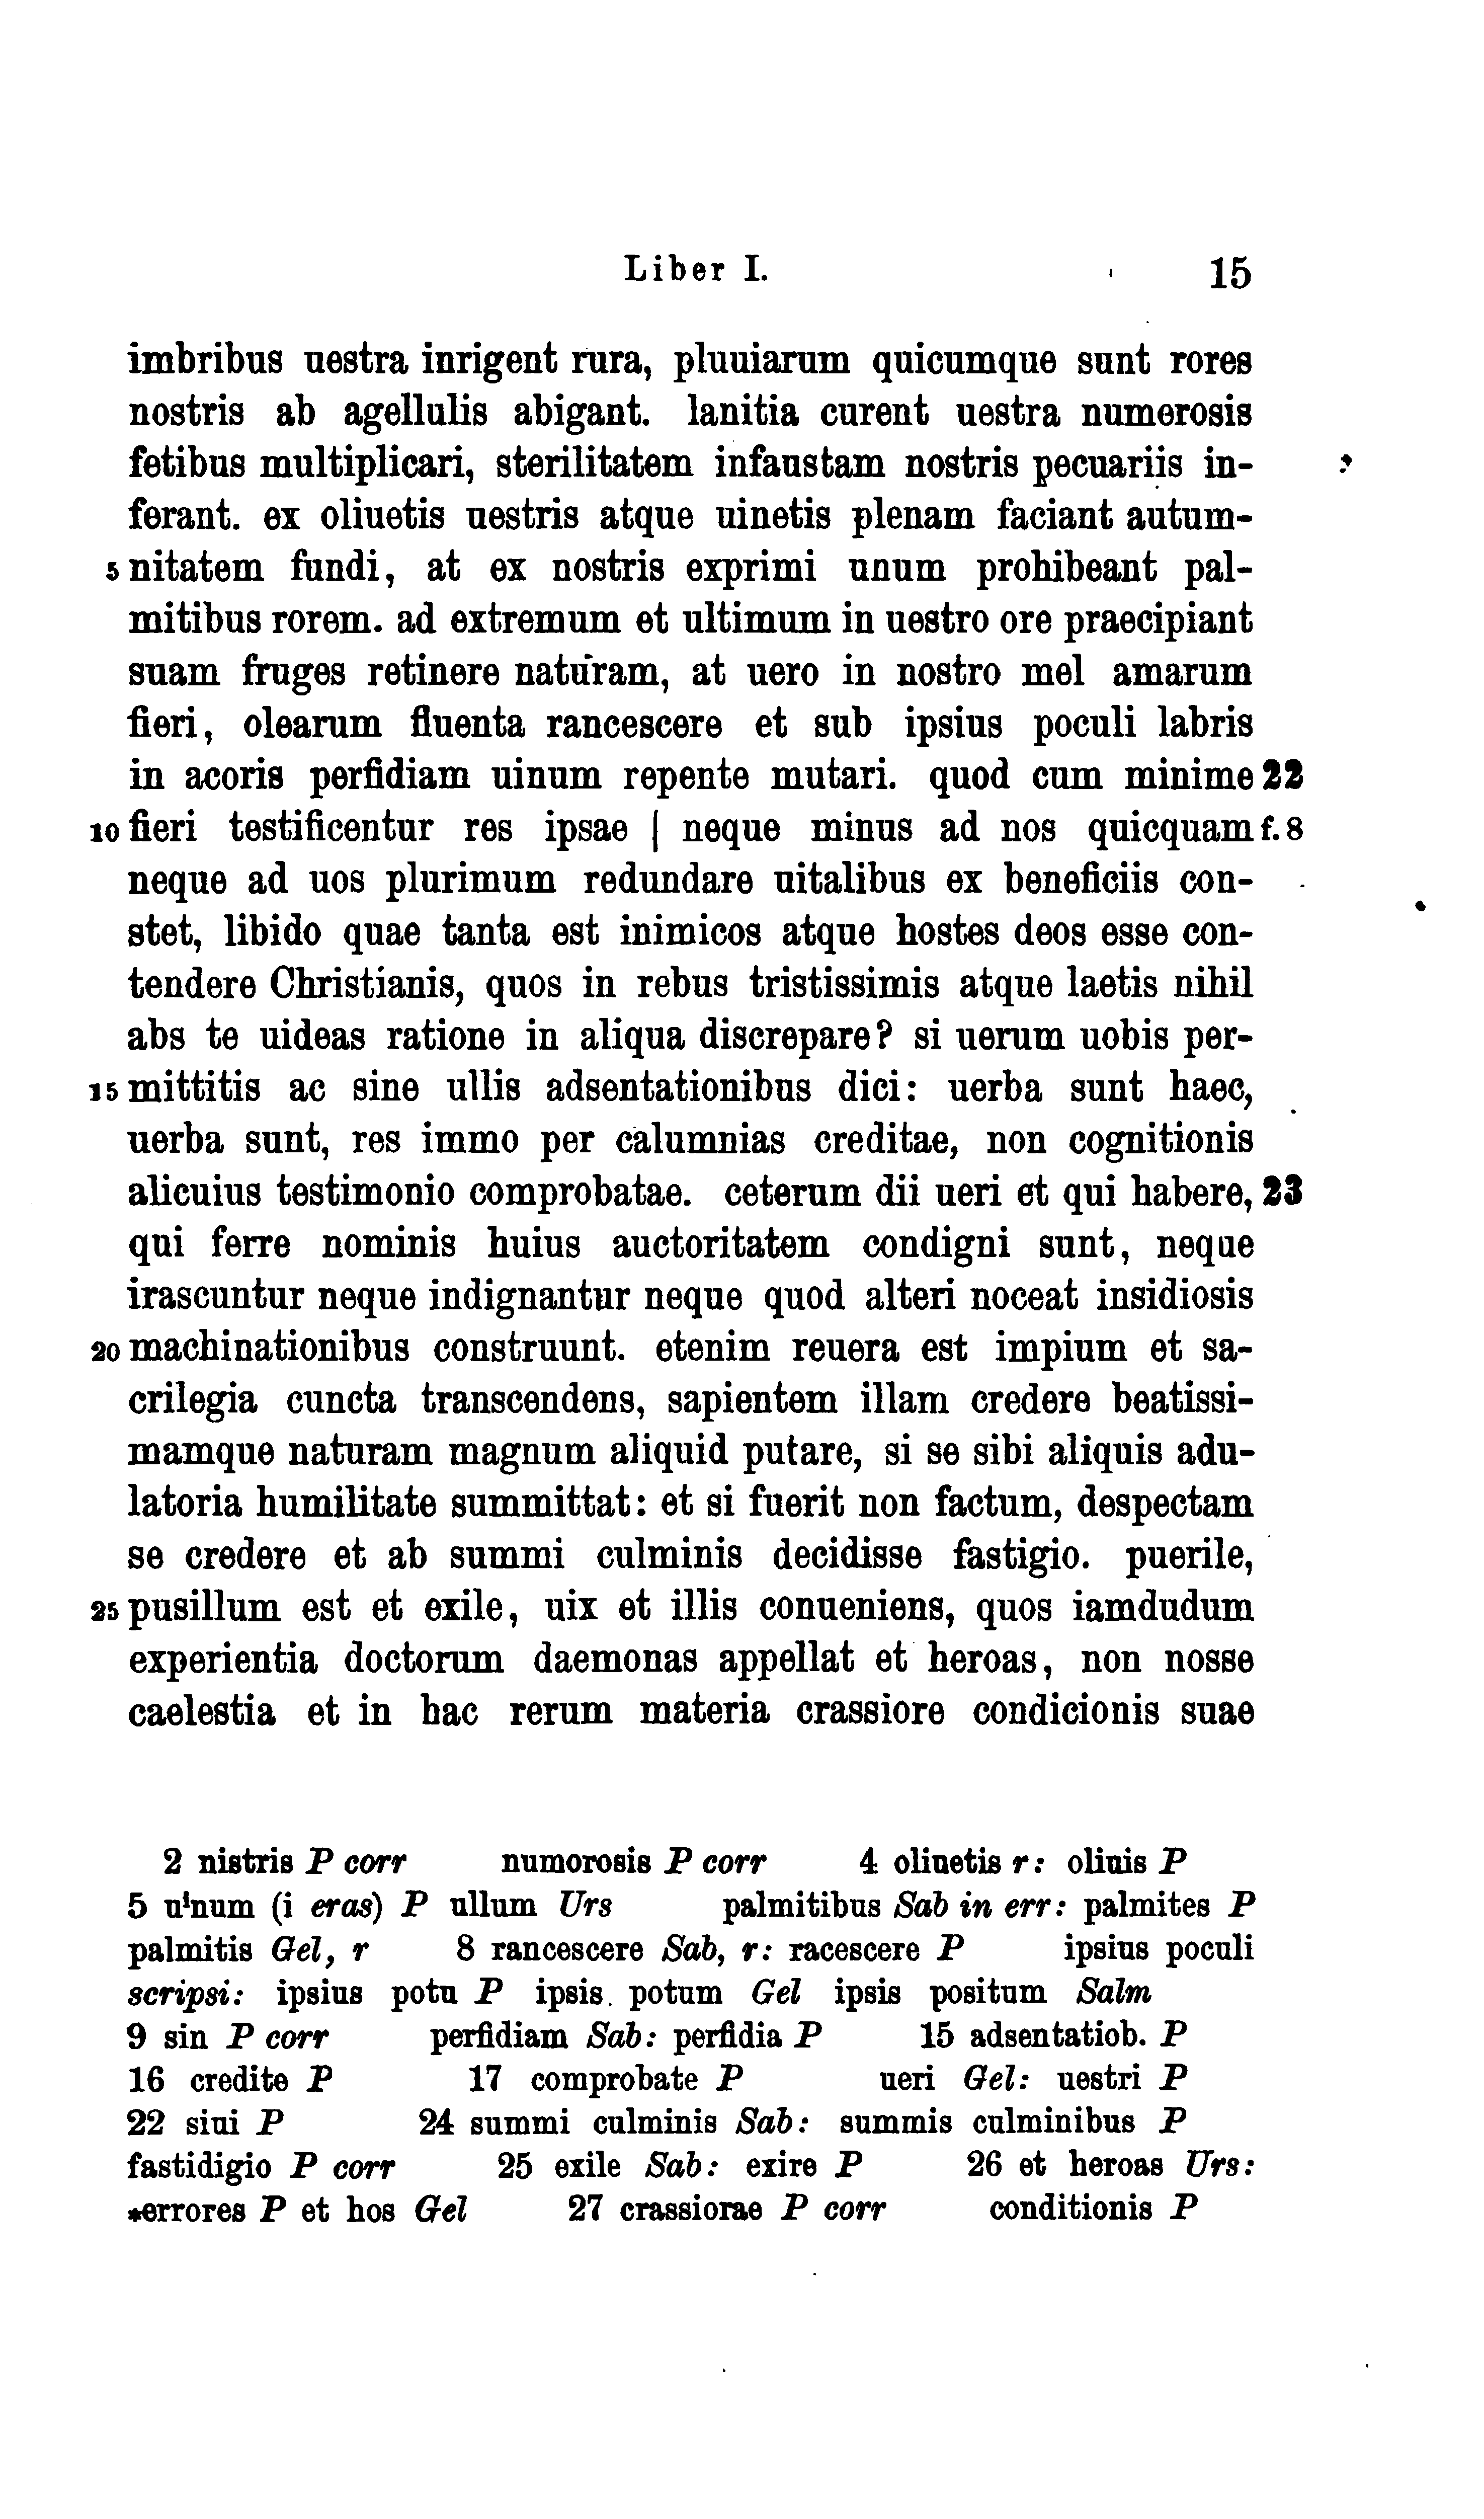 Liber I. 15
imbribus uestra inrigent rura, pluuiarum quicumque sunt rores
nostris ab agellulis abigant. lanitia curent uestra numerosis
fetibus multiplicari, sterilitatem infaustam nostris pecuariis in-
ferant. ex oliuetis uestris atque uinetis plenam faciant autum-
5 nitatem fundi, at ex nostris exprimi unum prohibeant pal-
mitibus rorem. ad extremum et ultimum in uestro ore praecipiant
suam fruges retinere naturam, at uero in nostro mel amarum
fieri, olearum fluenta rancescere et sub ipsius poculi labris
in acoris perfidiam uinum repente mutari. quod cum minime 22
10 fieri testificentur res ipsae | neque minus ad nos quicquam f. 8
neque ad uos plurimum redundare uitalibus ex beneficiis con-
stet, libido quae tanta est inimicos atque hostes deos esse con-
tendere Christianis, quos in rebus tristissimis atque laetis nihil
abs te uideas ratione in aliqua discrepare? si uerum uobis per-
15 mittitis ac sine ullis adsentationibus dici: uerba sunt haec,
uerba sunt, res immo per calumnias creditae, non cognitionis
alicuius testimonio comprobatae. ceterum dii ueri et qui habere, 23
qui ferre nominis huius auctoritatem condigni sunt, neque
irascuntur neque indignantur neque quod alteri noceat insidiosis
20 machinationibus construunt. etenim reuera est impium et sa-
crilegia cuncta transcendens, sapientem illam credere beatissi-
mamque naturam magnum aliquid putare, si se sibi aliquis adu-
latoria humilitate summittat: et si fuerit non factum, despectam
se credere et ab summi culminis decidisse fastigio. puerile,
25 pusillum est et exile, uix et illis conueniens, quos iamdudum
experientia doctorum daemonas appellat et heroas, non nosse
caelestia et in hac rerum materia crassiore condicionis suae
2 nistris P corr numorosis P corr 4 oliuetis r: oliuis P
5 uⁱnum (i eras) P ullum Urs palmitibus Sab in err: palmites P
palmitis Gel, r 8 rancescere Sab, r: racescere P ipsius poculi
scripsi: ipsius potu P ipsis potum Gel ipsis positum Salm
9 sin P corr perfidiam Sab: perfidia P 15 adsentatiob. P
16 credite P 17 comprobate P ueri Gel: uestri P
22 siui P 24 summi culminis Sab: summis culminibus P
fastidigio P corr 25 exile Sab: exire P 26 et heroas Urs:
*errores P et hos Gel 27 crassiorae P corr conditionis P